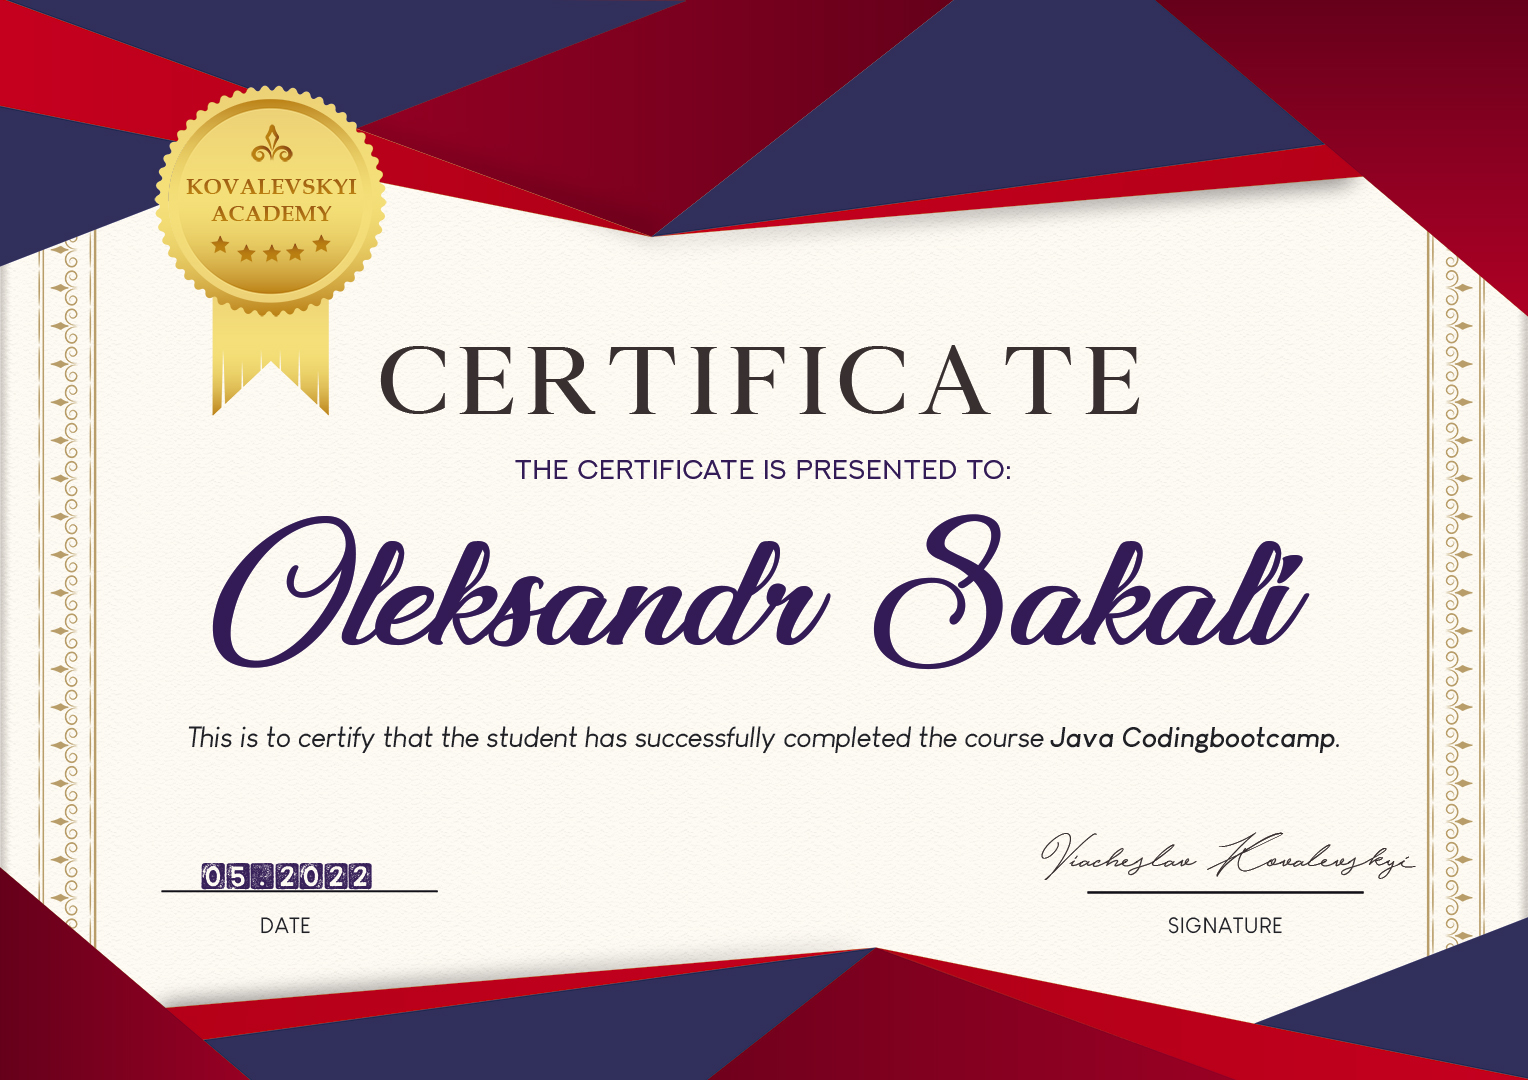 KOVALEVSKYI
ACADEMY
CERTIFICATE
THE CERTIFICATE IS PRESENTED TO:
Oleksandr Sakali
This is to certify that the student has successfully completed the course Java Codingbootcamp.
05.2022
Viacheslav Kovalevskyi
DATE
SIGNATURE